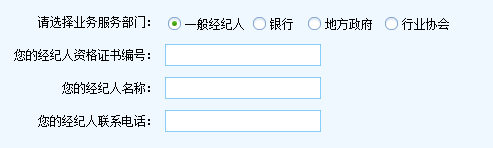 请选择业务服务部门： 一般经纪人 银行 地方政府 行业协会
您的经纪人资格证书编号：
您的经纪人名称：
您的经纪人联系电话：